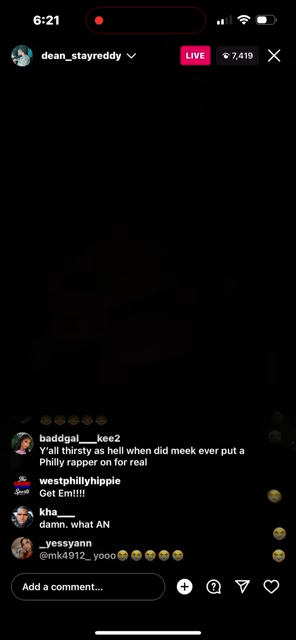 6:21
dean_stayreddy
LIVE
7,419
baddgal___kee2
Y'all thirsty as hell when did meek ever put a
Philly rapper on for real
westphillyhippie
Get Em!!!!
kha___
damn. what AN
_yessyann
@mk4912_ yooo😭😭😭😭😭
Add a comment...